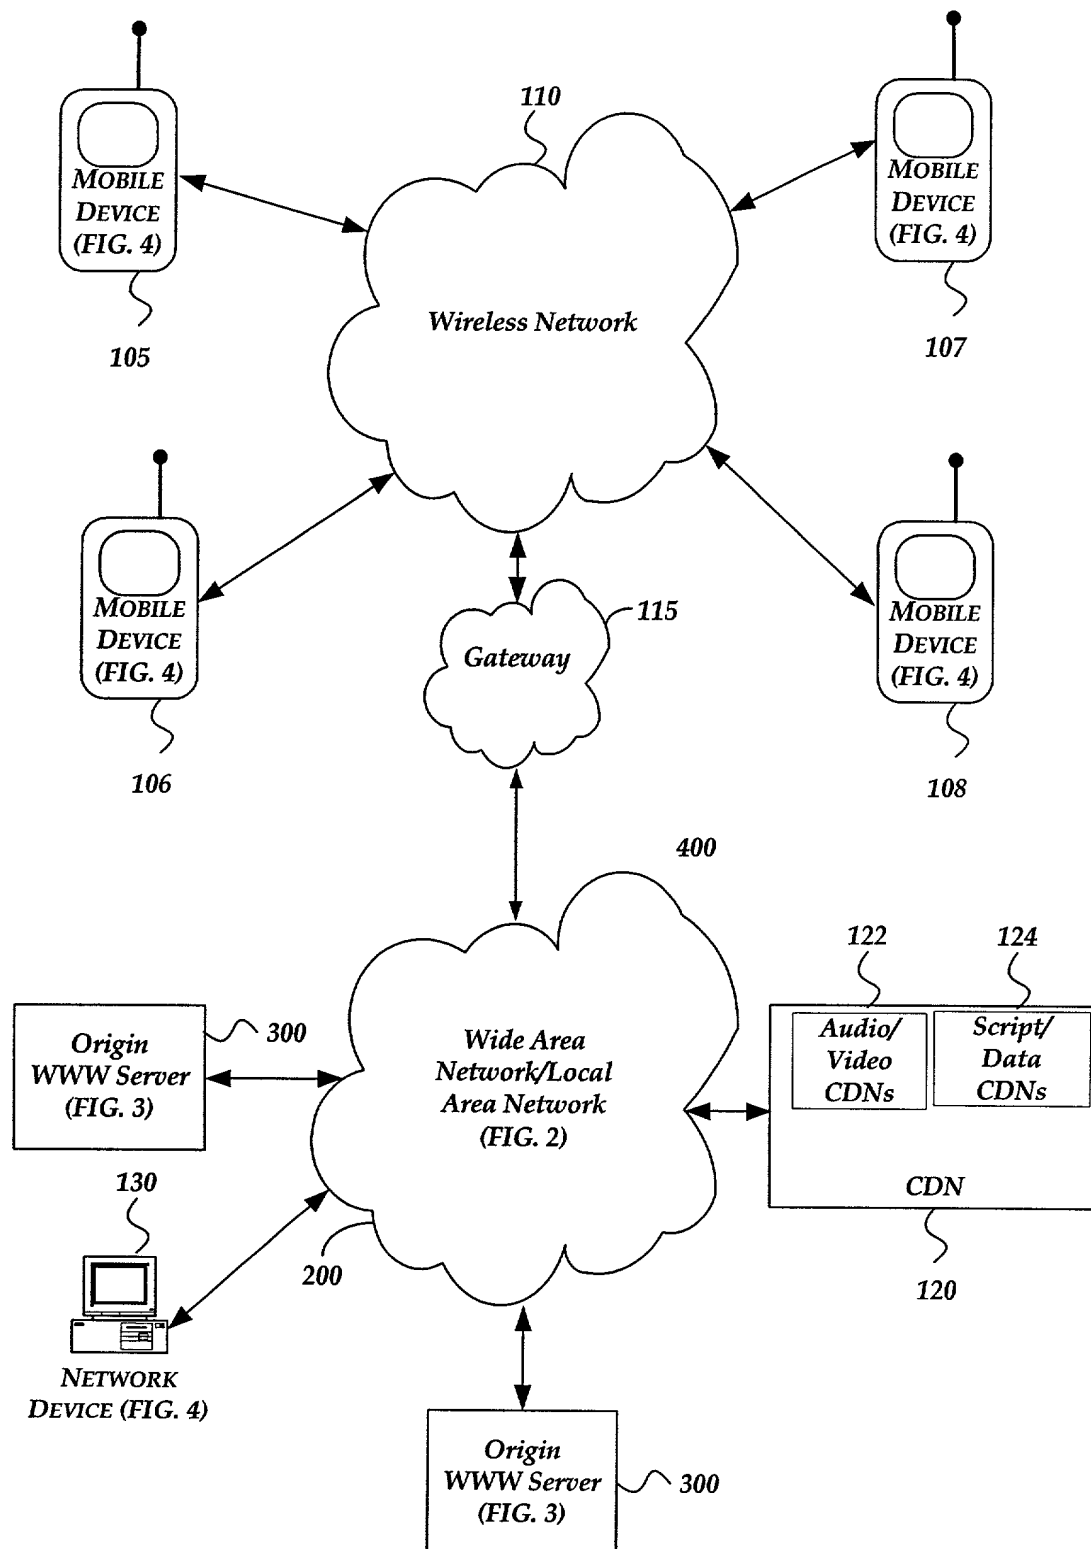 110
MOBILE
DEVICE
(FIG. 4)
105
MOBILE
DEVICE
(FIG. 4)
107
Wireless Network
MOBILE
DEVICE
(FIG. 4)
106
MOBILE
DEVICE
(FIG. 4)
108
115
Gateway
400
Origin
WWW Server
(FIG. 3)
300
Wide Area
Network/Local
Area Network
(FIG. 2)
200
122
124
Audio/
Video
CDNs
Script/
Data
CDNs
CDN
120
130
NETWORK
DEVICE (FIG. 4)
Origin
WWW Server
(FIG. 3)
300